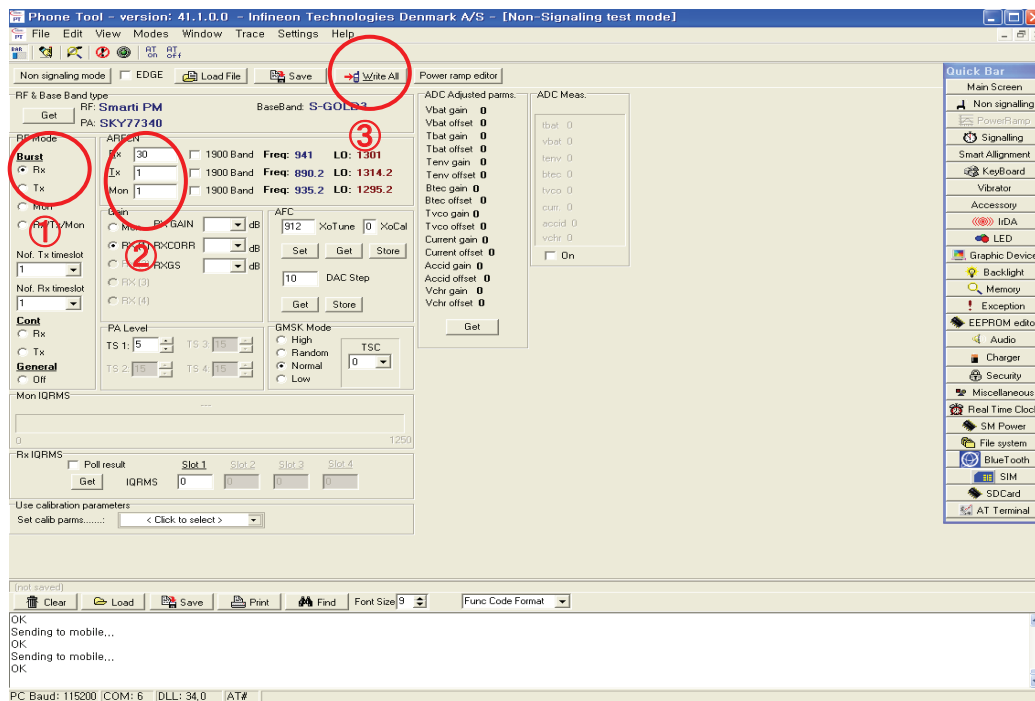 Phone Tool - version: 41.1.0.0 - Infineon Technologies Denmark A/S - [Non-Signaling test mode]
File Edit View Modes Window Trace Settings Help
BAR AT on AT off
Non signaling mode EDGE Load File Save Write All Power ramp editor
RF & Base Band type
Get RF: Smarti PM BaseBand: S-GOLD3
PA: SKY77340
③
RF Mode
Burst
Rx
Tx
Mon
Rx/Tx/Mon
①
Nof. Tx timeslot
1
Nof. Rx timeslot
1
Cont
Rx
Tx
General
Off
ARFCN
Rx 30 1900 Band Freq: 941 LO: 1301
Tx 1 1900 Band Freq: 890.2 LO: 1314.2
Mon 1 1900 Band Freq: 935.2 LO: 1295.2
Gain
Mon RX GAIN dB
RXCORR dB
② RXGS dB
RX (3)
RX (4)
AFC
912 XoTune 0 XoCal
Set Get Store
10 DAC Step
Get Store
PA Level
TS 1: 5 TS 3: 15
TS 2: 15 TS 4: 15
GMSK Mode
High
Random
Normal
Low
TSC
0
Mon IQRMS
---
0 1250
Rx IQRMS
Poll result Slot 1 Slot 2 Slot 3 Slot 4
Get IQRMS 0 0 0 0
Use calibration parameters
Set calib parms......: < Click to select >
ADC Adjusted parms.
Vbat gain 0
Vbat offset 0
Tbat gain 0
Tbat offset 0
Tenv gain 0
Tenv offset 0
Btec gain 0
Btec offset 0
Tvco gain 0
Tvco offset 0
Current gain 0
Current offset 0
Accid gain 0
Accid offset 0
Vchr gain 0
Vchr offset 0
Get
ADC Meas.
tbat 0
vbat 0
tenv 0
btec 0
tvco 0
curr. 0
accid 0
vchr 0
On
Quick Bar
Main Screen
Non signalling
PowerRamp
Signalling
Smart Allignment
KeyBoard
Vibrator
Accessory
IrDA
LED
Graphic Device
Backlight
Memory
Exception
EEPROM edito
Audio
Charger
Security
Miscellaneous
Real Time Cloc
SM Power
File system
BlueTooth
SIM
SDCard
AT Terminal
(not saved)
Clear Load Save Print Find Font Size 9 Func Code Format
OK
Sending to mobile...
OK
Sending to mobile...
OK
PC Baud: 115200 COM: 6 DLL: 34,0 AT#